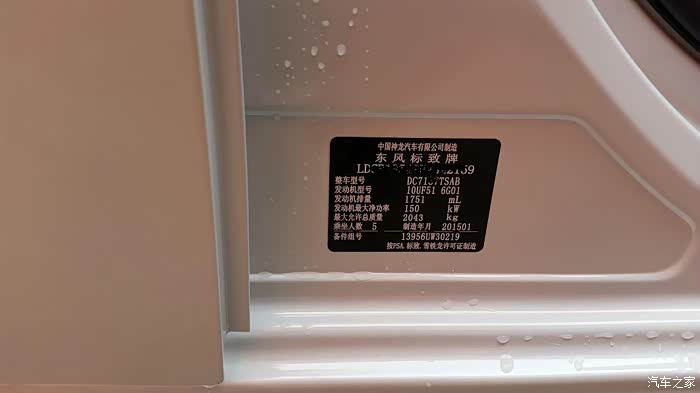 中国神龙汽车有限公司制造
东风标致牌
整车型号 DC7167TSAB
发动机型号 10UF51 6G01
发动机排量 1751 mL
发动机最大净功率 150 kW
最大允许总质量 2043 kg
乘坐人数 5 制造年月 201501
备件组号 13956UW30219
按PSA.标致.雪铁龙许可证制造
汽车之家